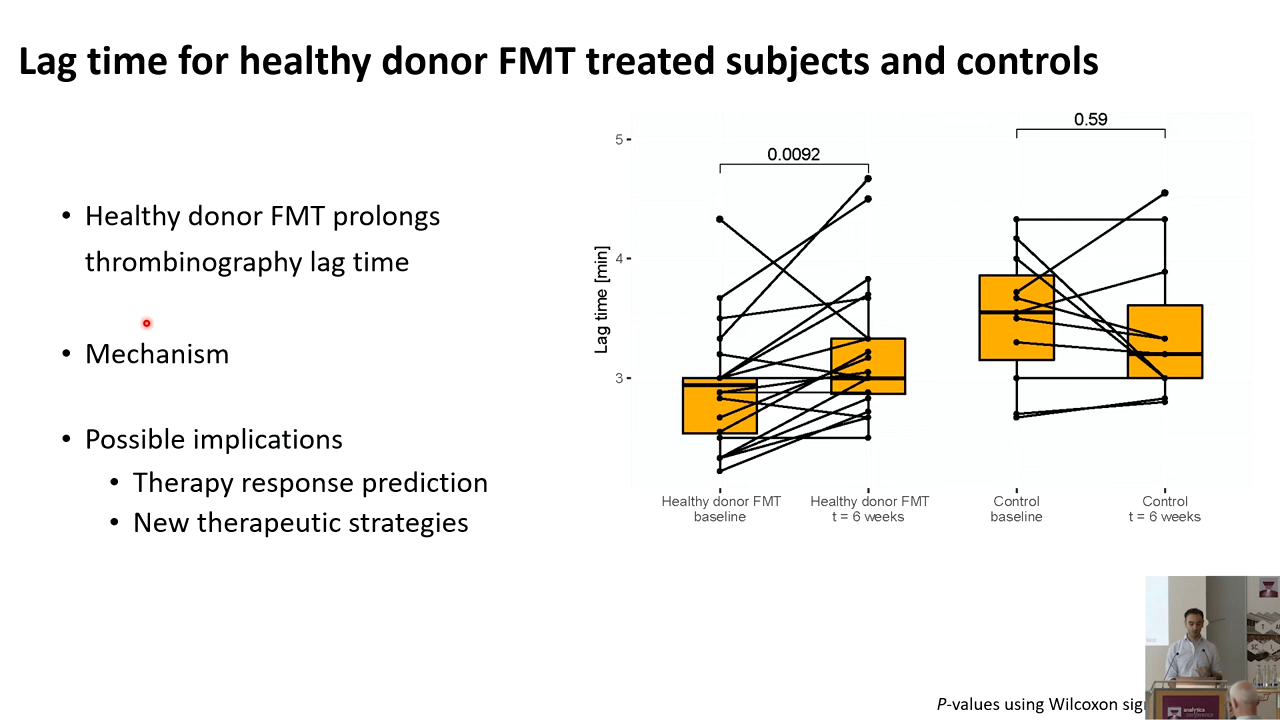 Lag time for healthy donor FMT treated subjects and controls
• Healthy donor FMT prolongs
thrombinography lag time
• Mechanism
• Possible implications
• Therapy response prediction
• New therapeutic strategies
0.0092
0.59
5
4
3
Lag time [min]
Healthy donor FMT
baseline
Healthy donor FMT
t = 6 weeks
Control
baseline
Control
t = 6 weeks
P-values using Wilcoxon
analytica
conference